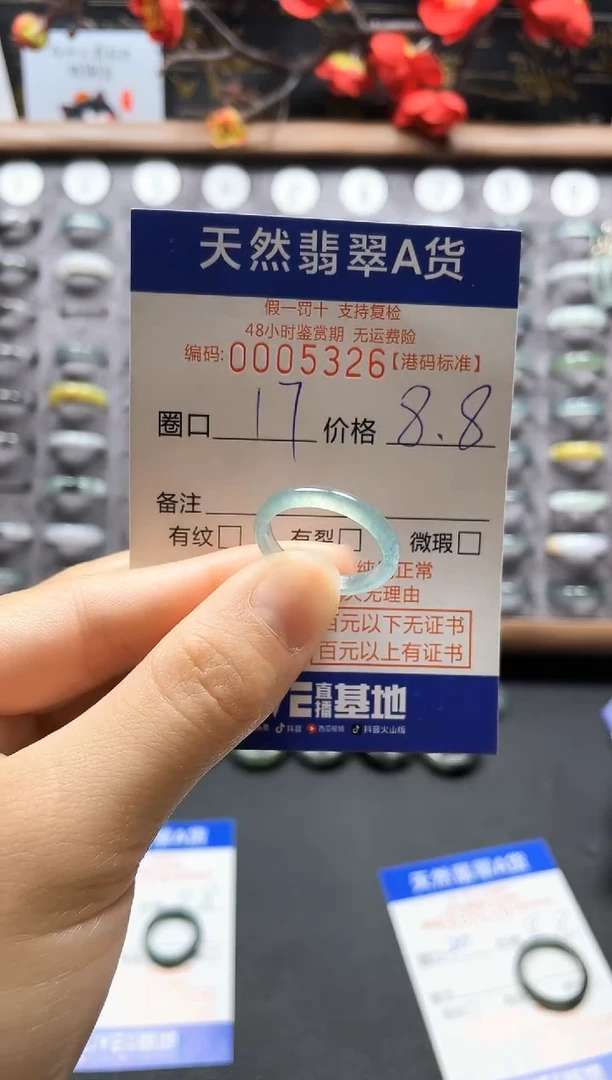 天然翡翠A货
假一罚十 支持复检
48小时鉴赏期 无运费险
编码:0005326【港码标准】
圈口 17 价格 8.8
备注
有纹□ 有裂□ 微瑕□
正常
无理由
百元以下无证书
百元以上有证书
直播基地
抖音 西瓜视频 抖音火山版
天然翡翠A货